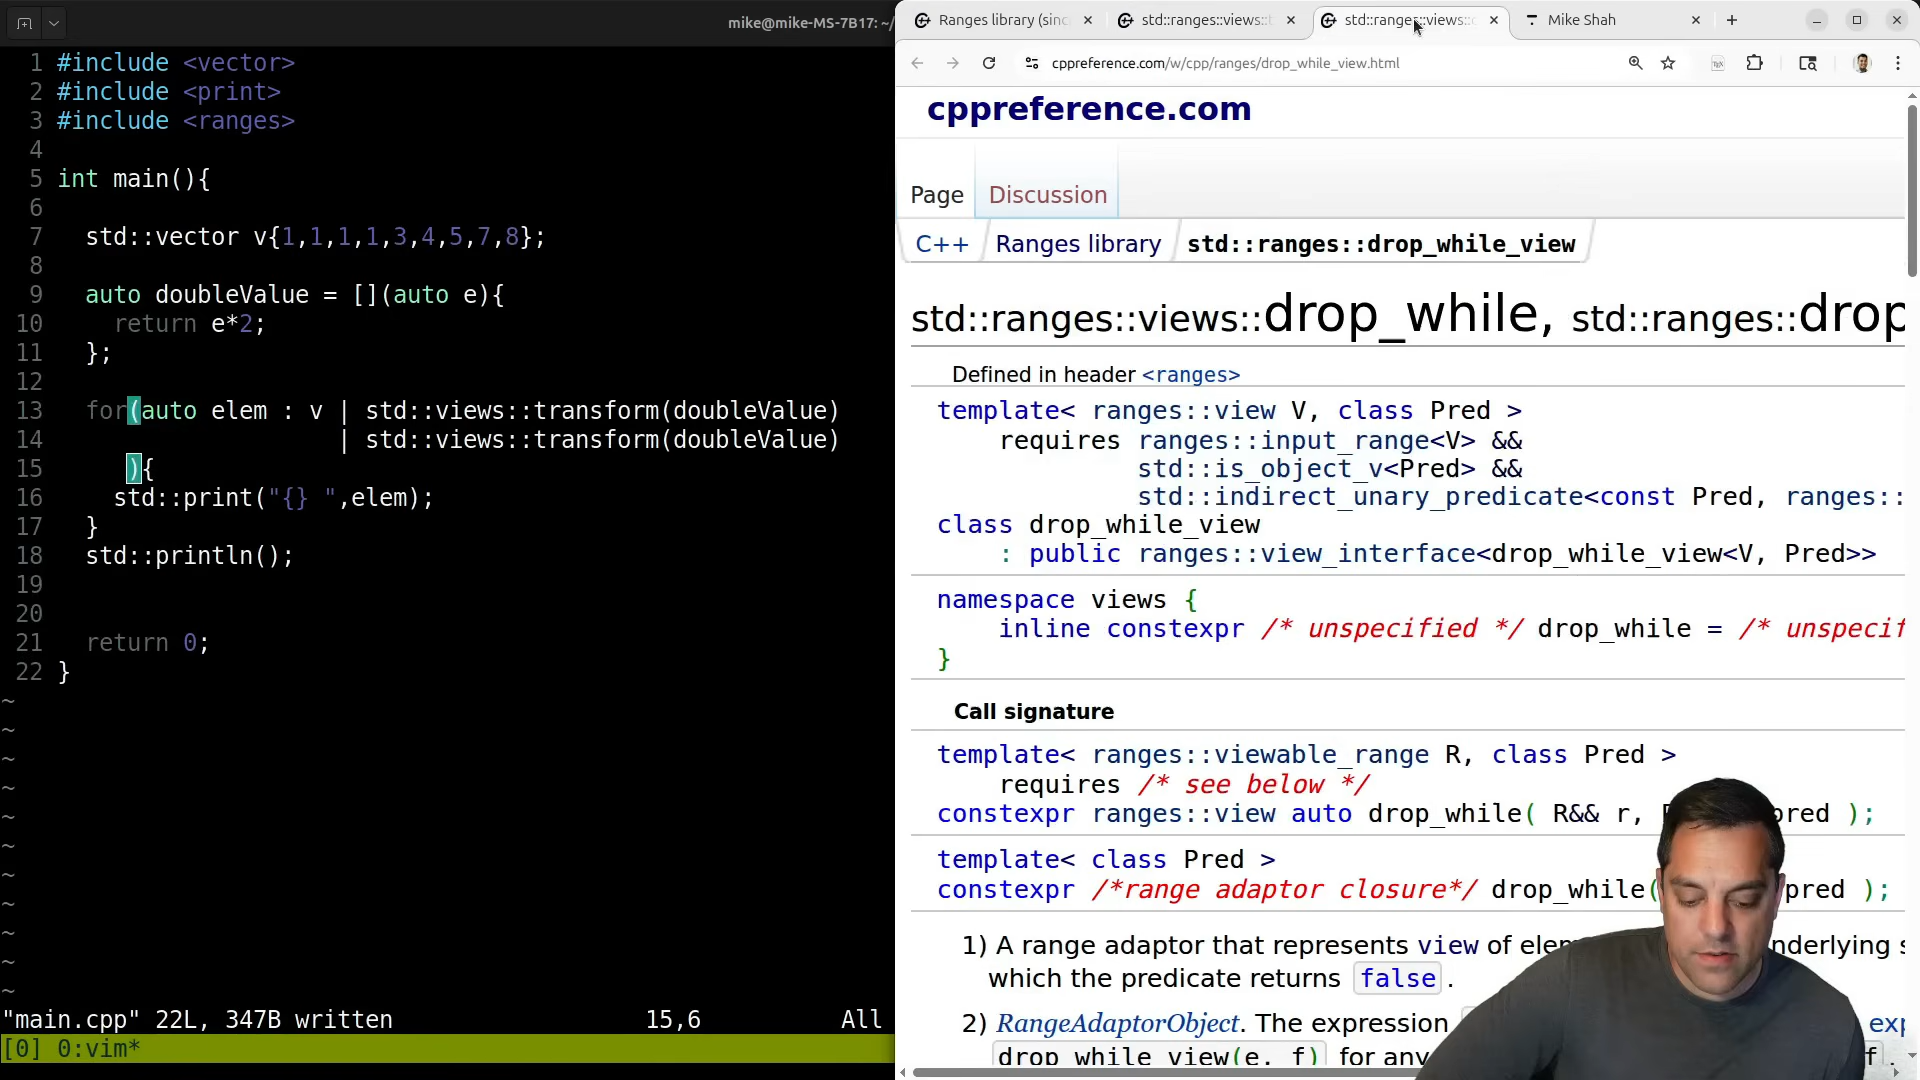 mike@mike-MS-7B17: ~/
1 #include <vector>
2 #include <print>
3 #include <ranges>
4
5 int main(){
6
7 std::vector v{1,1,1,1,3,4,5,7,8};
8
9 auto doubleValue = [](auto e){
10 return e*2;
11 };
12
13 for(auto elem : v | std::views::transform(doubleValue)
14 | std::views::transform(doubleValue)
15 ){
16 std::print("{} ",elem);
17 }
18 std::println();
19
20
21 return 0;
22 }
~
~
~
~
~
~
~
~
~
~
~
"main.cpp" 22L, 347B written 15,6 All
[0] 0:vim*
Ranges library (sinc std::ranges::views:: std::ranges::views:: Mike Shah
cppreference.com/w/cpp/ranges/drop_while_view.html
cppreference.com
Page Discussion
C++ Ranges library std::ranges::drop_while_view
std::ranges::views::drop_while, std::ranges::drop
Defined in header <ranges>
template< ranges::view V, class Pred >
requires ranges::input_range<V> &&
std::is_object_v<Pred> &&
std::indirect_unary_predicate<const Pred, ranges::
class drop_while_view
: public ranges::view_interface<drop_while_view<V, Pred>>
namespace views {
inline constexpr /* unspecified */ drop_while = /* unspecif
}
Call signature
template< ranges::viewable_range R, class Pred >
requires /* see below */
constexpr ranges::view auto drop_while( R&& r, pred );
template< class Pred >
constexpr /*range adaptor closure*/ drop_while( pred );
1) A range adaptor that represents view of elem nderlying s
which the predicate returns false.
2) RangeAdaptorObject. The expression exp
drop_while_view(e, f) for any f.